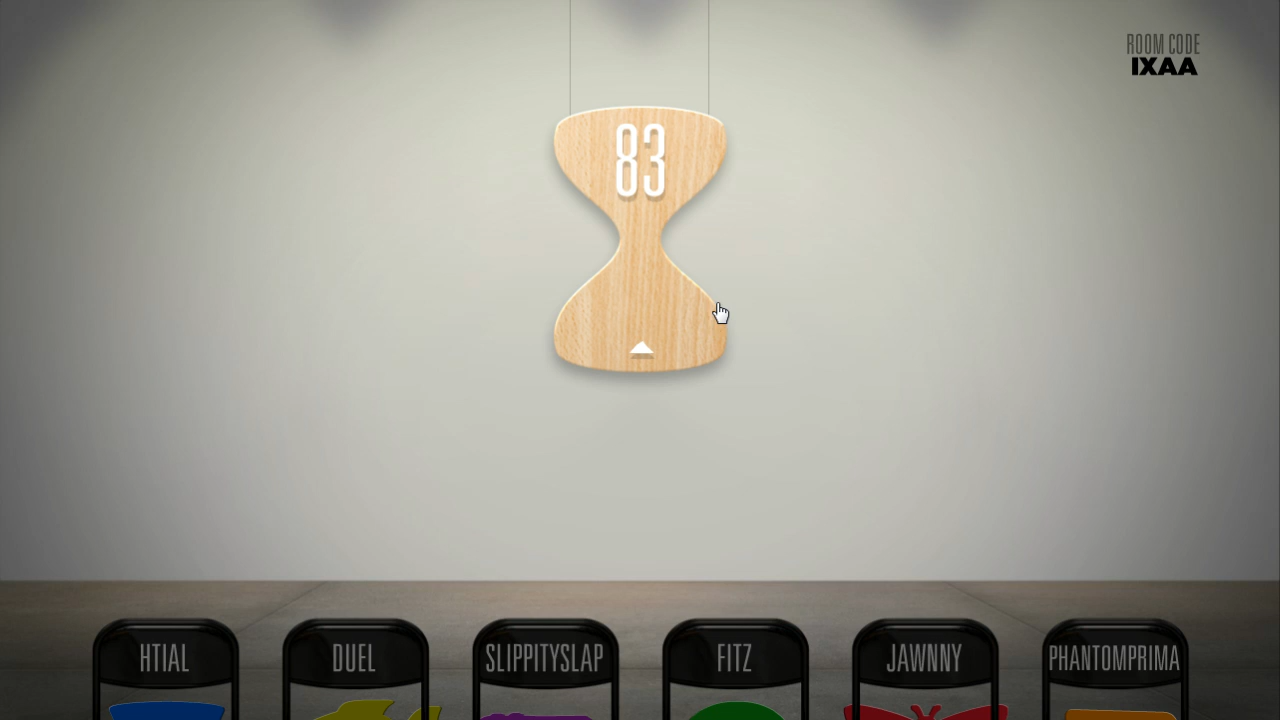 ROOM CODE
IXAA
83
HTIAL
DUEL
SLIPPITYSLAP
FITZ
JAWNNY
PHANTOMPRIMA